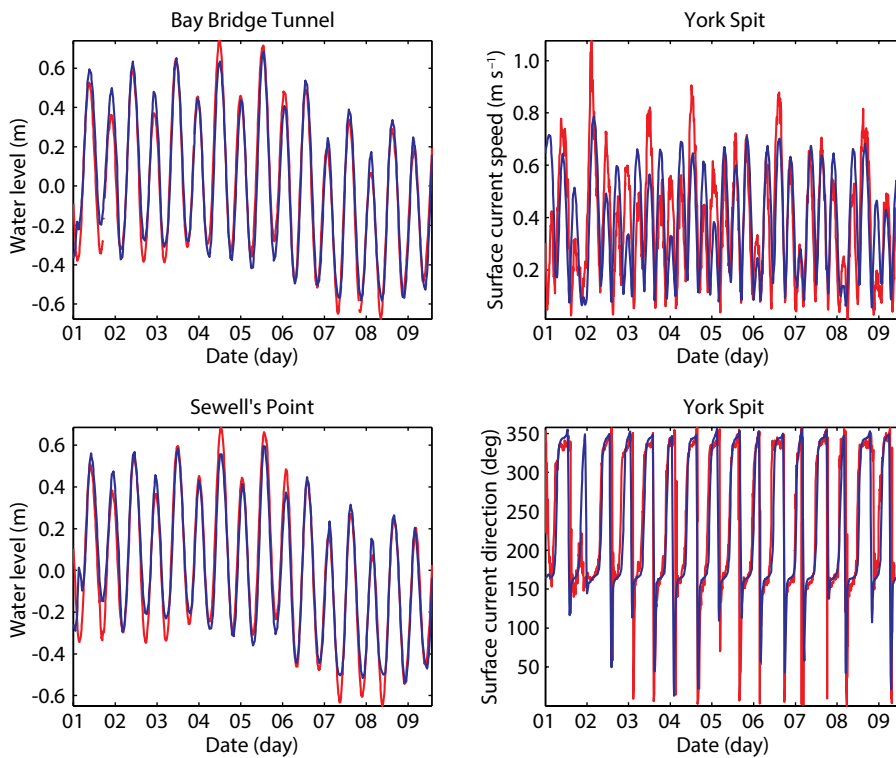 Bay Bridge Tunnel
Water level (m)
0.6
0.4
0.2
0.0
-0.2
-0.4
-0.6
01 02 03 04 05 06 07 08 09
Date (day)
York Spit
Surface current speed (m s⁻¹)
1.0
0.8
0.6
0.4
0.2
01 02 03 04 05 06 07 08 09
Date (day)
Sewell's Point
Water level (m)
0.6
0.4
0.2
0.0
-0.2
-0.4
-0.6
01 02 03 04 05 06 07 08 09
Date (day)
York Spit
Surface current direction (deg)
350
300
250
200
150
100
50
01 02 03 04 05 06 07 08 09
Date (day)